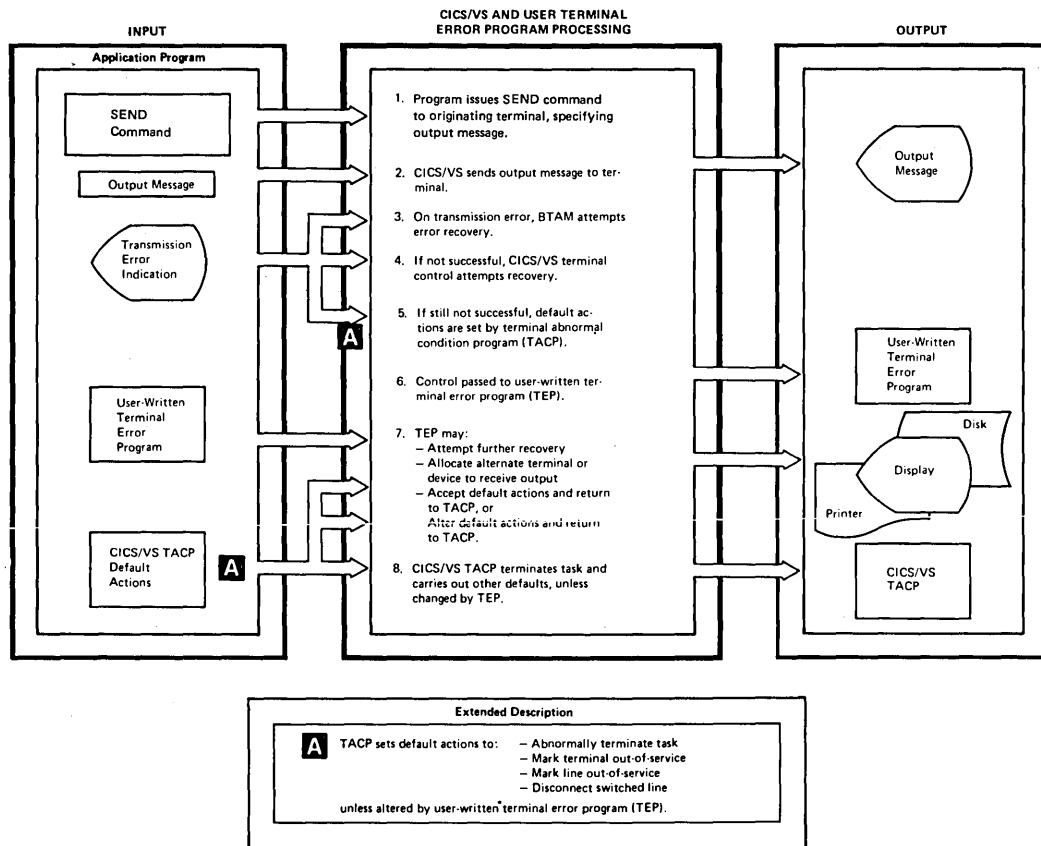 INPUT
CICS/VS AND USER TERMINAL
ERROR PROGRAM PROCESSING
OUTPUT
Application Program
SEND
Command
Output Message
Transmission
Error
Indication
User-Written
Terminal
Error
Program
CICS/VS TACP
Default
Actions
A
1. Program issues SEND command
to originating terminal, specifying
output message.
2. CICS/VS sends output message to ter-
minal.
3. On transmission error, BTAM attempts
error recovery.
4. If not successful, CICS/VS terminal
control attempts recovery.
5. If still not successful, default ac-
tions are set by terminal abnormal
condition program (TACP).
A
6. Control passed to user-written ter-
minal error program (TEP).
7. TEP may:
– Attempt further recovery
– Allocate alternate terminal or
device to receive output
– Accept default actions and return
to TACP, or
– Alter default actions and return
to TACP.
8. CICS/VS TACP terminates task and
carries out other defaults, unless
changed by TEP.
Output
Message
User-Written
Terminal
Error
Program
Disk
Display
Printer
CICS/VS
TACP
Extended Description
A TACP sets default actions to: – Abnormally terminate task
– Mark terminal out-of-service
– Mark line out-of-service
– Disconnect switched line
unless altered by user-written terminal error program (TEP).